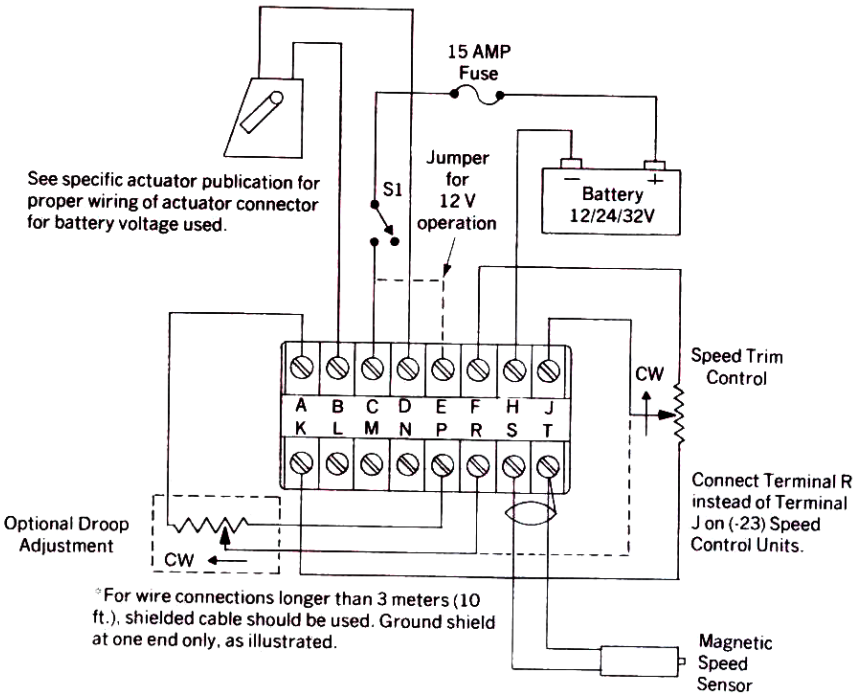 15 AMP
Fuse
See specific actuator publication for
proper wiring of actuator connector
for battery voltage used.
S1
Jumper
for
12 V
operation
− +
Battery
12/24/32V
A B C D E F H J
K L M N P R S T
CW
Speed Trim
Control
Connect Terminal R
instead of Terminal
J on (-23) Speed
Control Units.
Optional Droop
Adjustment
CW
*For wire connections longer than 3 meters (10
ft.), shielded cable should be used. Ground shield
at one end only, as illustrated.
Magnetic
Speed
Sensor